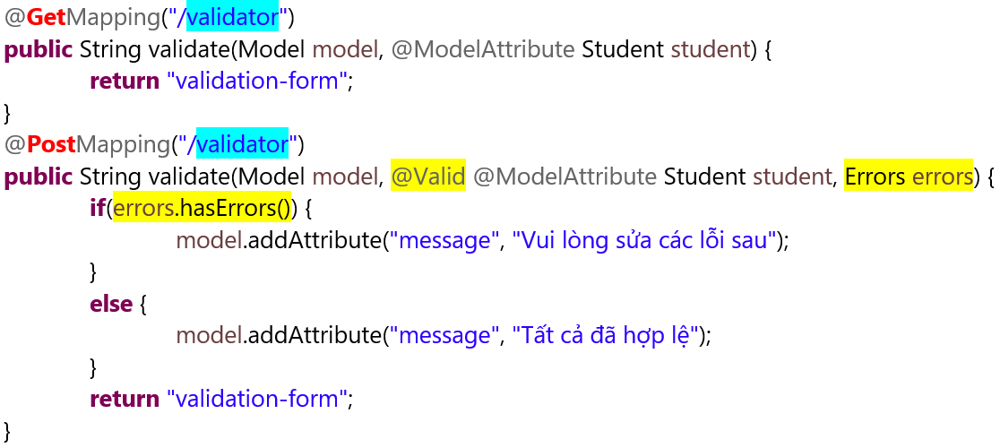 @GetMapping("/validator")
public String validate(Model model, @ModelAttribute Student student) {
return "validation-form";
}
@PostMapping("/validator")
public String validate(Model model, @Valid @ModelAttribute Student student, Errors errors) {
if(errors.hasErrors()) {
model.addAttribute("message", "Vui lòng sửa các lỗi sau");
}
else {
model.addAttribute("message", "Tất cả đã hợp lệ");
}
return "validation-form";
}